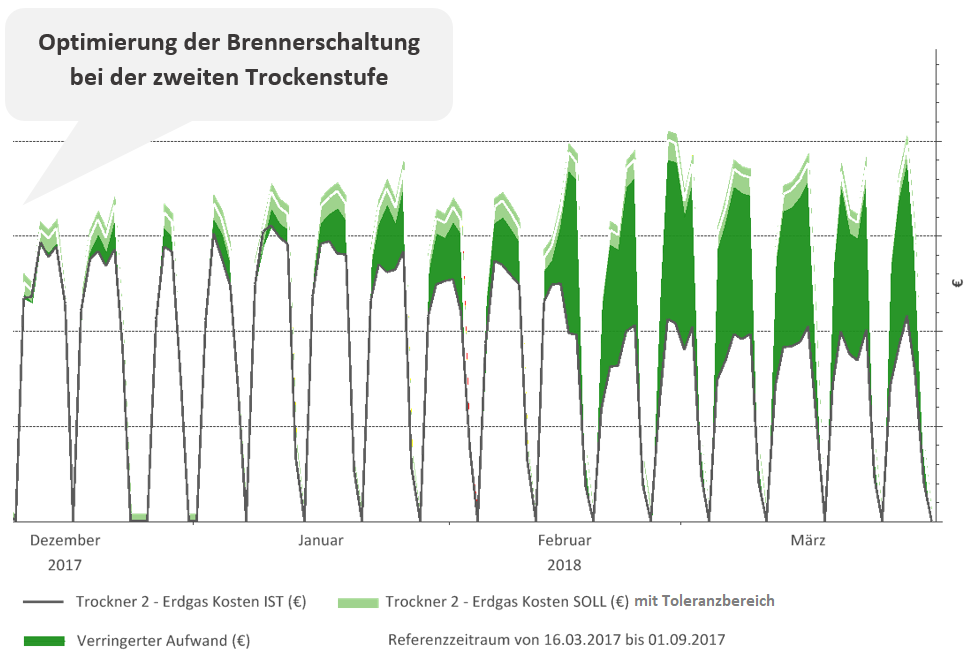 Optimierung der Brennerschaltung
bei der zweiten Trockenstufe
€
Dezember
Januar
Februar
März
2017
2018
Trockner 2 - Erdgas Kosten IST (€)
Trockner 2 - Erdgas Kosten SOLL (€) mit Toleranzbereich
Verringerter Aufwand (€)
Referenzzeitraum von 16.03.2017 bis 01.09.2017